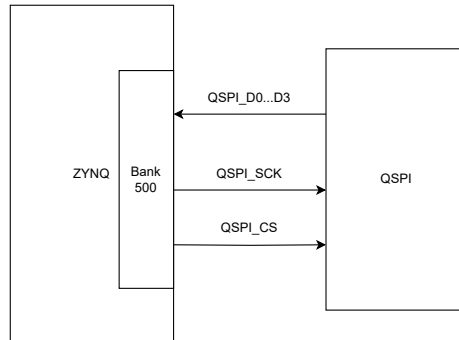 QSPI_D0...D3
ZYNQ
Bank
500
QSPI_SCK
QSPI
QSPI_CS